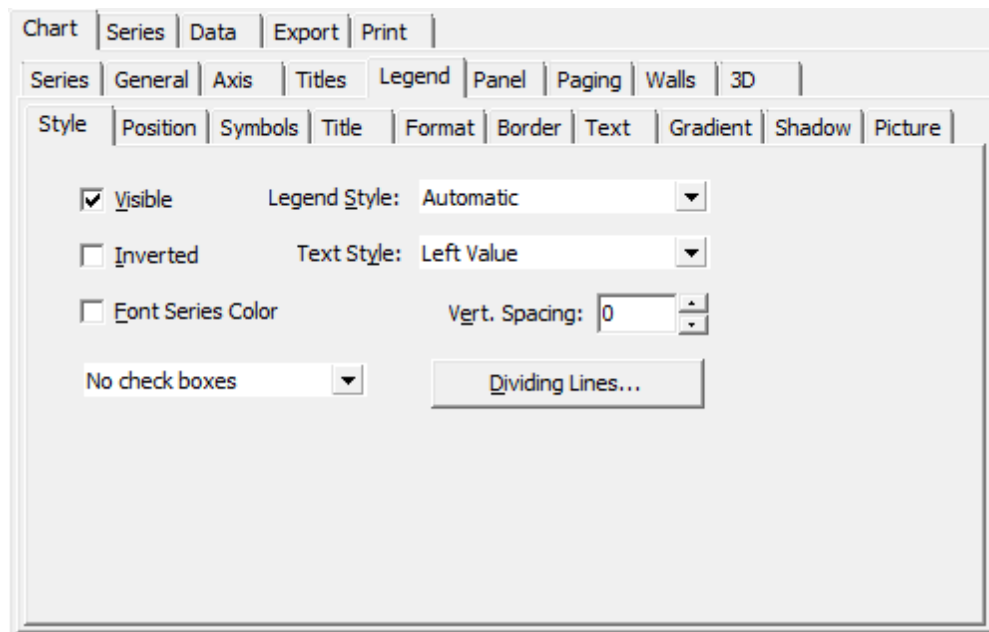 Chart Series Data Export Print
Series General Axis Titles Legend Panel Paging Walls 3D
Style Position Symbols Title Format Border Text Gradient Shadow Picture
Visible Legend Style: Automatic
Inverted Text Style: Left Value
Font Series Color Vert. Spacing: 0
No check boxes Dividing Lines...